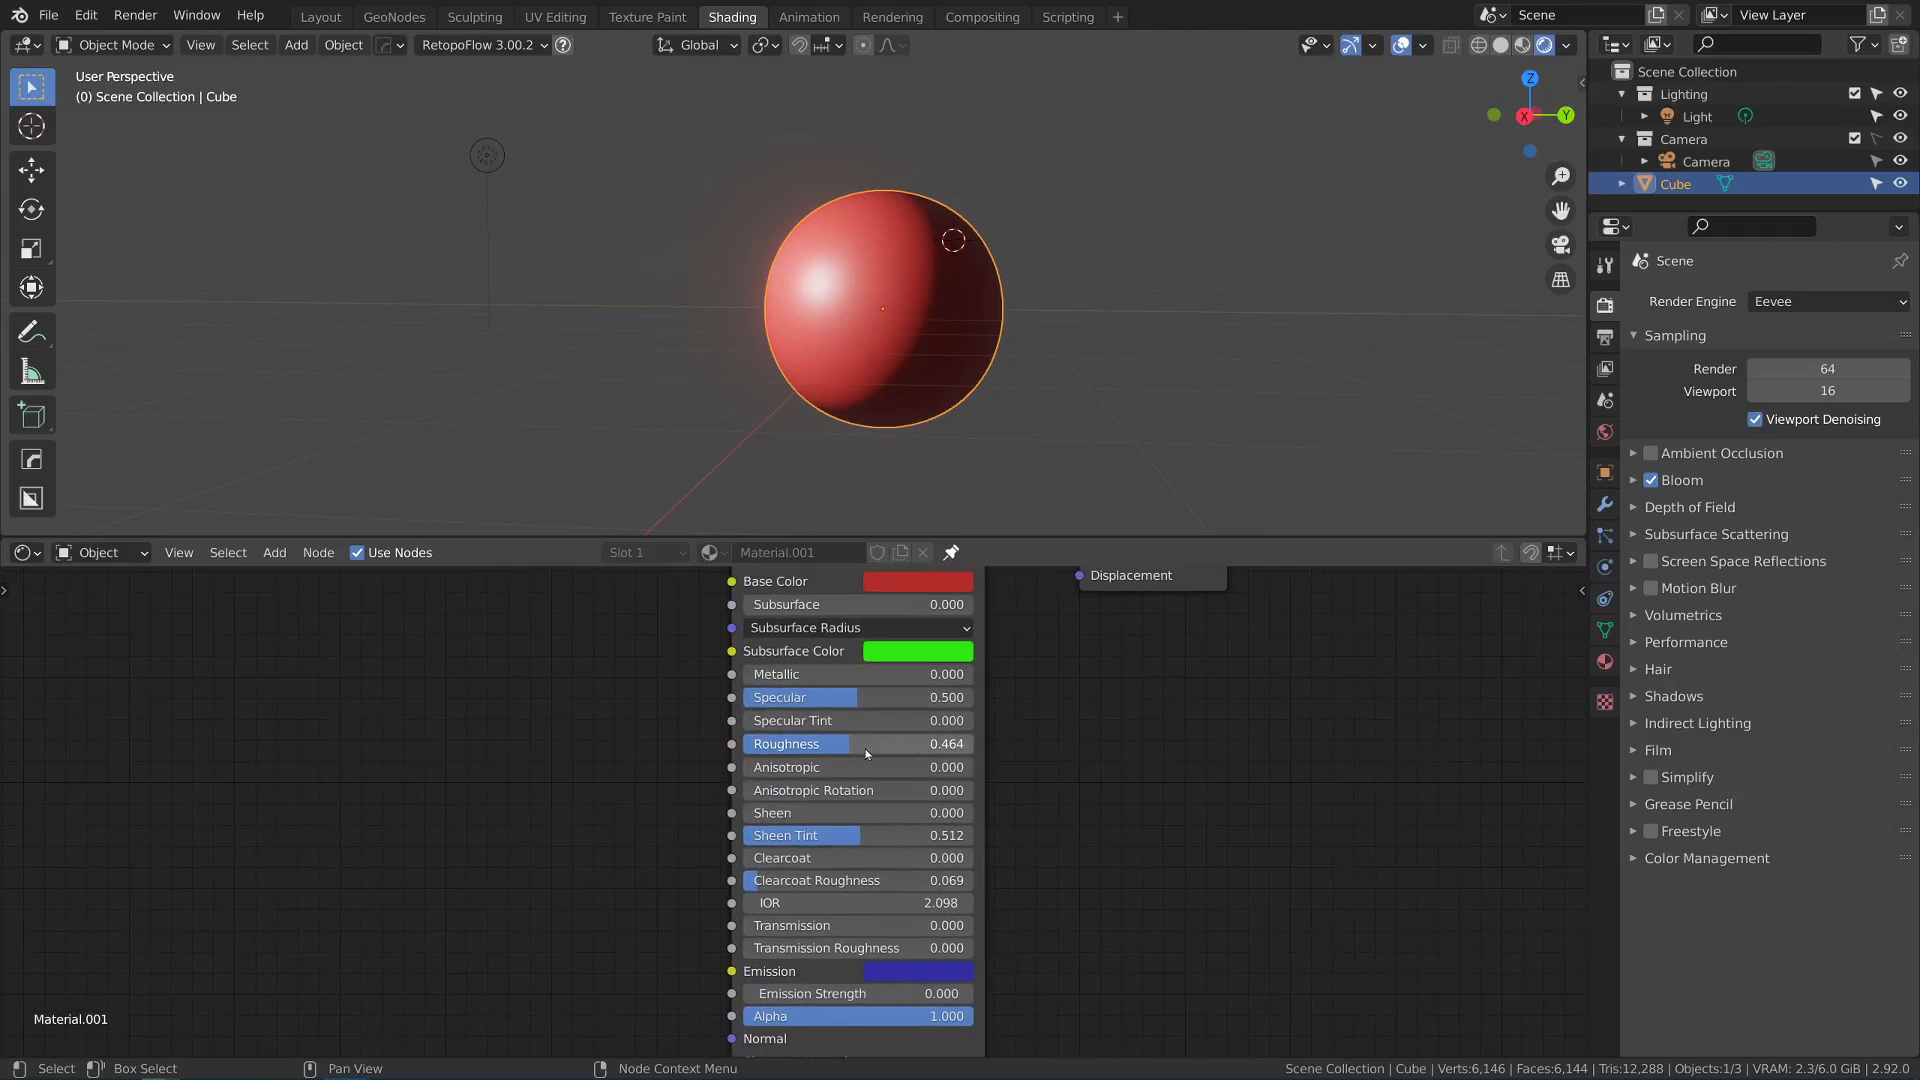 File Edit Render Window Help Layout GeoNodes Sculpting UV Editing Texture Paint Shading Animation Rendering Compositing Scripting + Scene View Layer
Object Mode View Select Add Object RetopoFlow 3.00.2 Global
User Perspective
(0) Scene Collection | Cube
Z
X
Y
Scene Collection
Lighting
Light
Camera
Camera
Cube
Scene
Render Engine Eevee
Sampling
Render 64
Viewport 16
Viewport Denoising
Ambient Occlusion
Bloom
Depth of Field
Subsurface Scattering
Screen Space Reflections
Motion Blur
Volumetrics
Performance
Hair
Shadows
Indirect Lighting
Film
Simplify
Grease Pencil
Freestyle
Color Management
Object View Select Add Node Use Nodes Slot 1 Material.001
Displacement
Base Color
Subsurface 0.000
Subsurface Radius
Subsurface Color
Metallic 0.000
Specular 0.500
Specular Tint 0.000
Roughness 0.464
Anisotropic 0.000
Anisotropic Rotation 0.000
Sheen 0.000
Sheen Tint 0.512
Clearcoat 0.000
Clearcoat Roughness 0.069
IOR 2.098
Transmission 0.000
Transmission Roughness 0.000
Emission
Emission Strength 0.000
Alpha 1.000
Normal
Material.001
Select Box Select Pan View Node Context Menu Scene Collection | Cube | Verts:6,146 | Faces:6,144 | Tris:12,288 | Objects:1/3 | VRAM: 2.3/6.0 GiB | 2.92.0